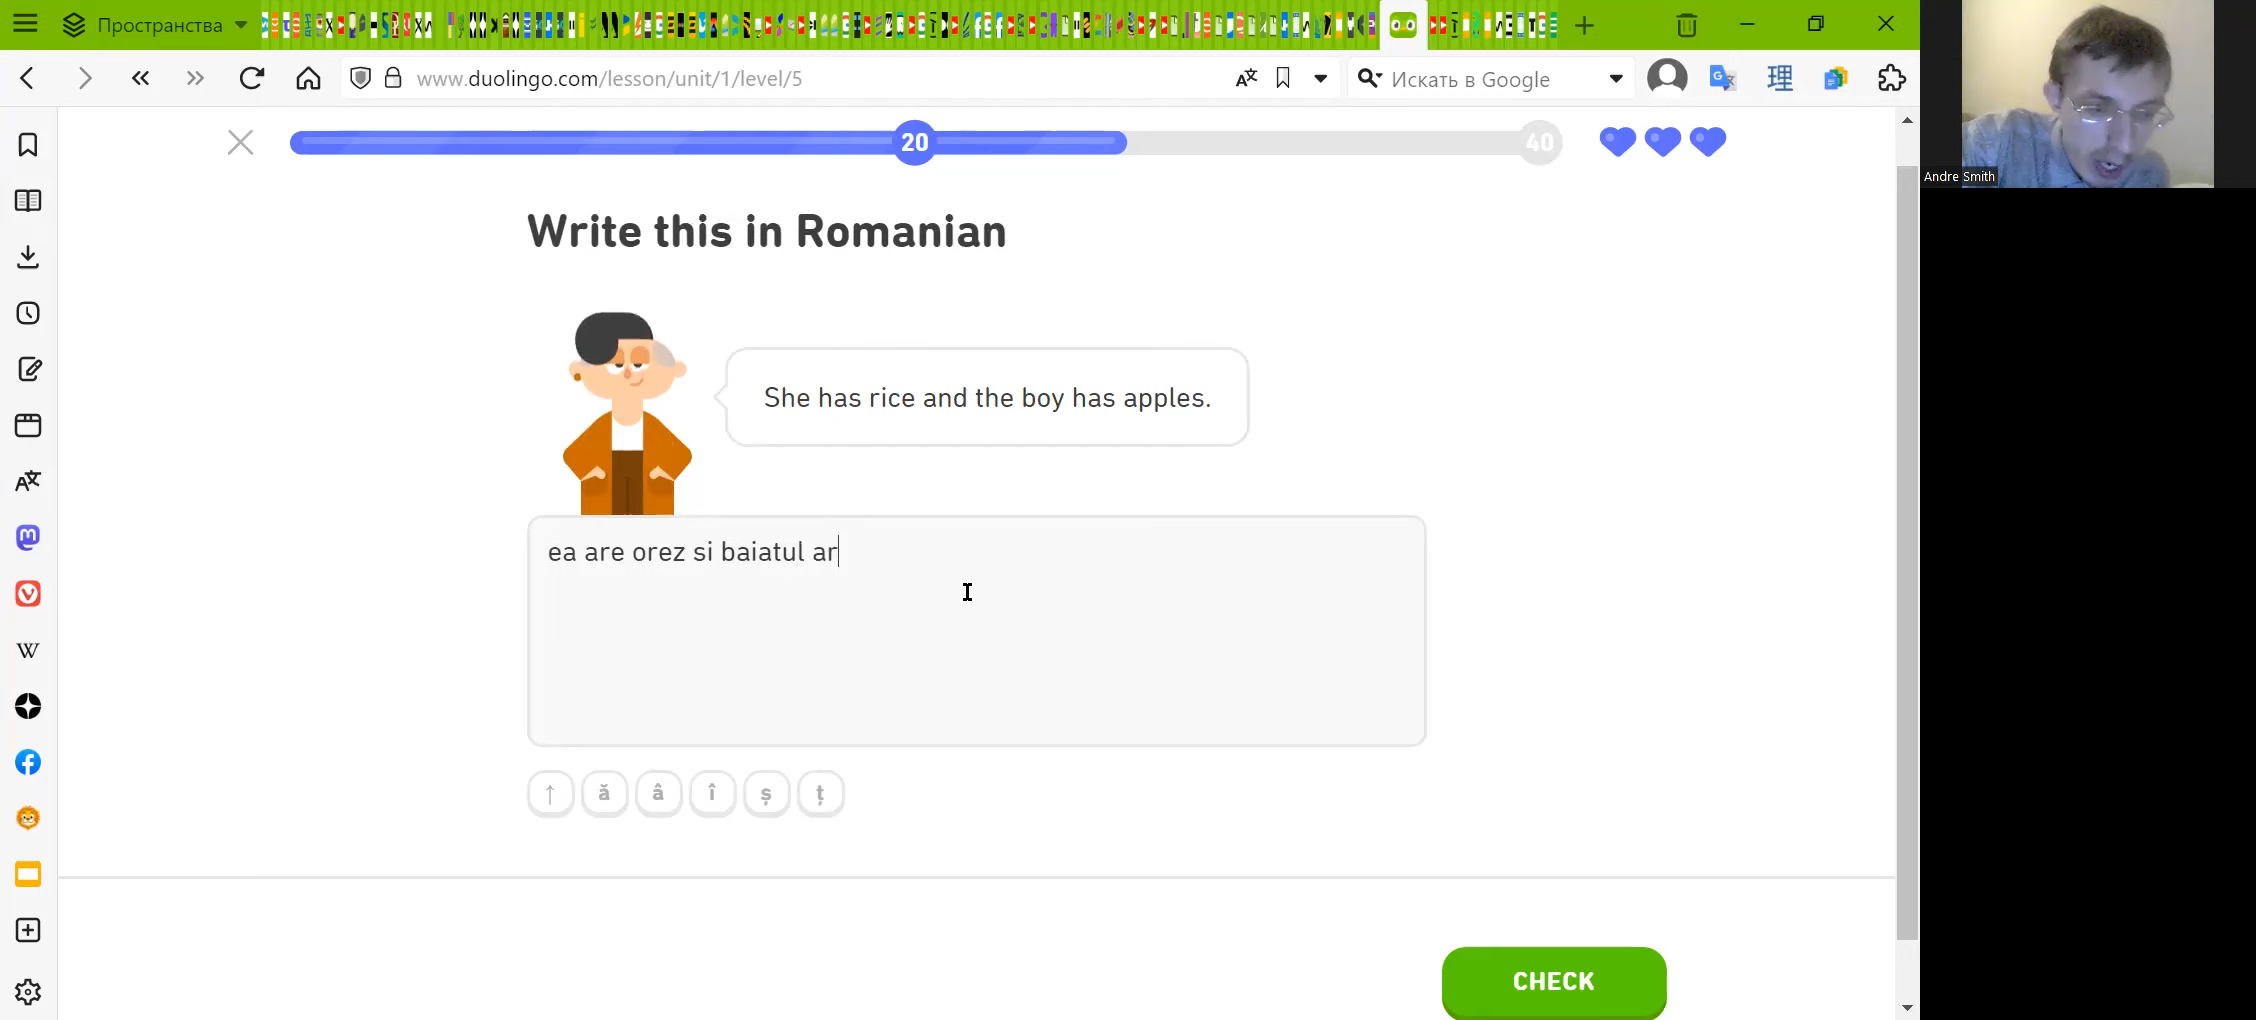 Пространства
www.duolingo.com/lesson/unit/1/level/5
Искать в Google
20
40
Andre Smith
Write this in Romanian
She has rice and the boy has apples.
ea are orez si baiatul ar
↑ ă â î ș ț
CHECK